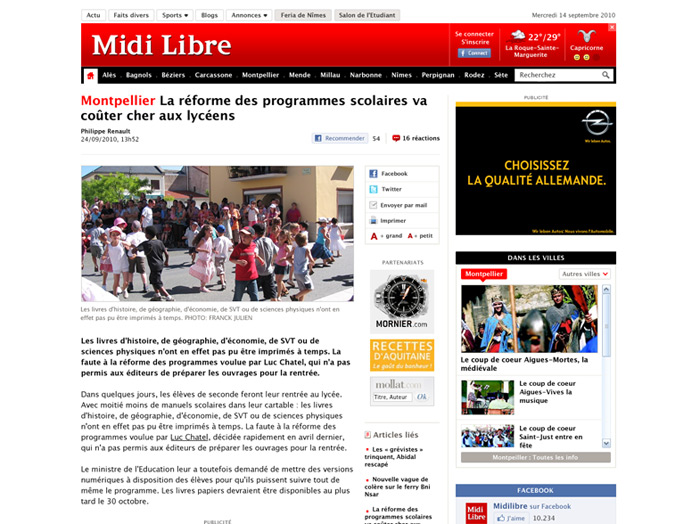 Actu Faits divers Sports Blogs Annonces Feria de Nîmes Salon de l'Etudiant
Mercredi 14 septembre 2010
Midi Libre
Se connecter
S'inscrire
Connect
22°/29°
La Roque-Sainte-
Marguerite
Capricorne
Alès Bagnols Béziers Carcassonne Montpellier Mende Millau Narbonne Nîmes Perpignan Rodez Sète
Recherchez
Montpellier La réforme des programmes scolaires va
coûter cher aux lycéens
Philippe Renault
24/09/2010, 13h52
Recommender 54
16 réactions
Les livres d'histoire, de géographie, d'économie, de SVT ou de sciences physiques n'ont en
effet pas pu être imprimés à temps. PHOTO: FRANCK JULIEN
Les livres d'histoire, de géographie, d'économie, de SVT ou de
sciences physiques n'ont en effet pas pu être imprimés à temps. La
faute à la réforme des programmes voulue par Luc Chatel, qui n'a pas
permis aux éditeurs de préparer les ouvrages pour la rentrée.
Dans quelques jours, les élèves de seconde feront leur rentrée au lycée.
Avec moitié moins de manuels scolaires dans leur cartable : les livres
d'histoire, de géographie, d'économie, de SVT ou de sciences physiques
n'ont en effet pas pu être imprimés à temps. La faute à la réforme des
programmes voulue par Luc Chatel, décidée rapidement en avril dernier,
qui n'a pas permis aux éditeurs de préparer les ouvrages pour la rentrée.
Le ministre de l'Education leur a toutefois demandé de mettre des versions
numériques à disposition des élèves pour qu'ils puissent suivre tout
de même le programme. Les livres papiers devraient être disponibles au plus
tard le 30 octobre.
PUBLICITÉ
Facebook
Twitter
Envoyer par mail
Imprimer
A + grand A + petit
PARTENARIATS
MORNIER.com
RECETTES
D'AQUITAINE
Le goût du bonheur !
mollat.com
Titre, Auteur Ok
Articles liés
Les « grévistes »
trinquent, Abidal
rescapé
Nouvelle vague de
colère sur le ferry Bni
Nsar
La réforme des
programmes scolaires
va coûter cher aux
PUBLICITÉ
OPEL
Wir leben Autos.
CHOISISSEZ
LA QUALITÉ ALLEMANDE.
Wir leben Autos. Nous vivons l'Automobile.
DANS LES VILLES
Montpellier
Autres villes
Le coup de coeur Aigues-Mortes, la
médiévale
Le coup de coeur
Aigues-Vives la
musique
Le coup de coeur
Saint-Just entre en
fête
Montpellier : Toutes les info
FACEBOOK
Midi
Libre
Midilibre sur Facebook
J'aime 10.234